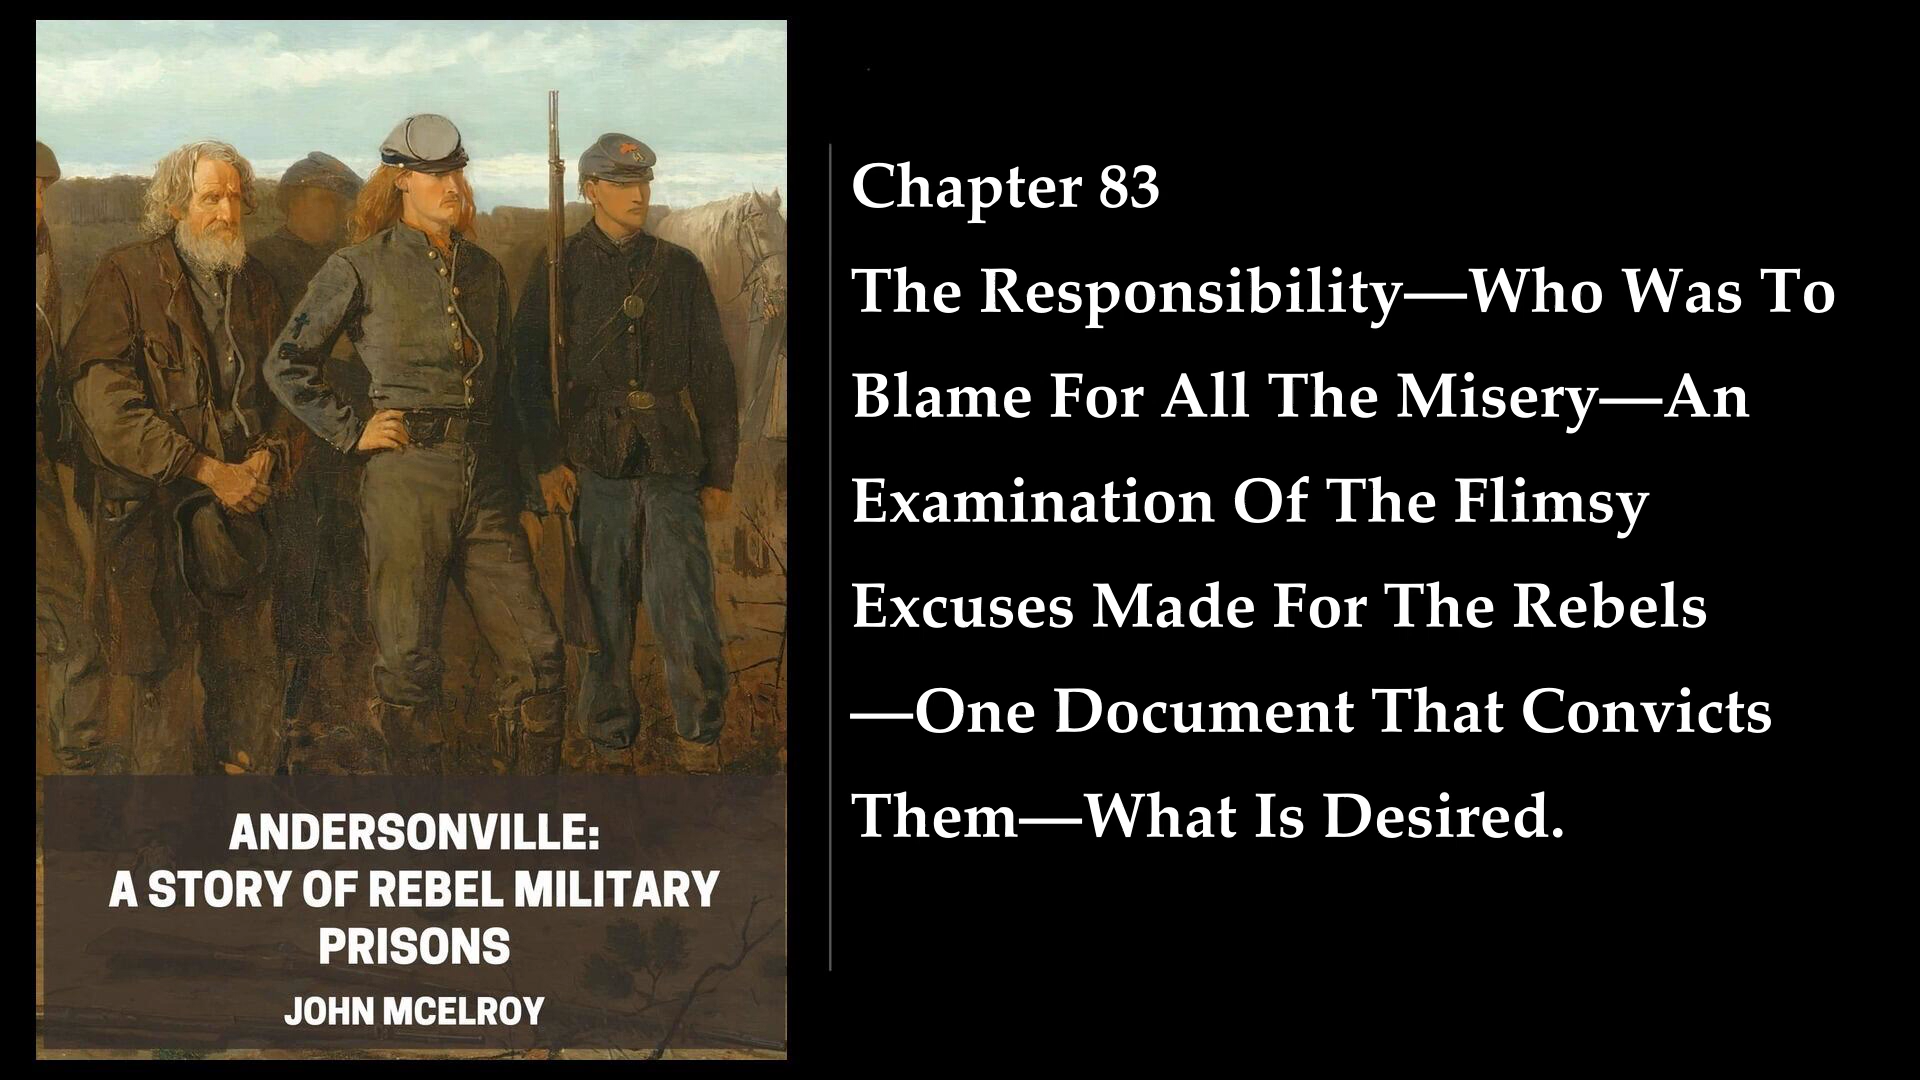 ANDERSONVILLE:
A STORY OF REBEL MILITARY
PRISONS
JOHN MCELROY
Chapter 83
The Responsibility—Who Was To
Blame For All The Misery—An
Examination Of The Flimsy
Excuses Made For The Rebels
—One Document That Convicts
Them—What Is Desired.